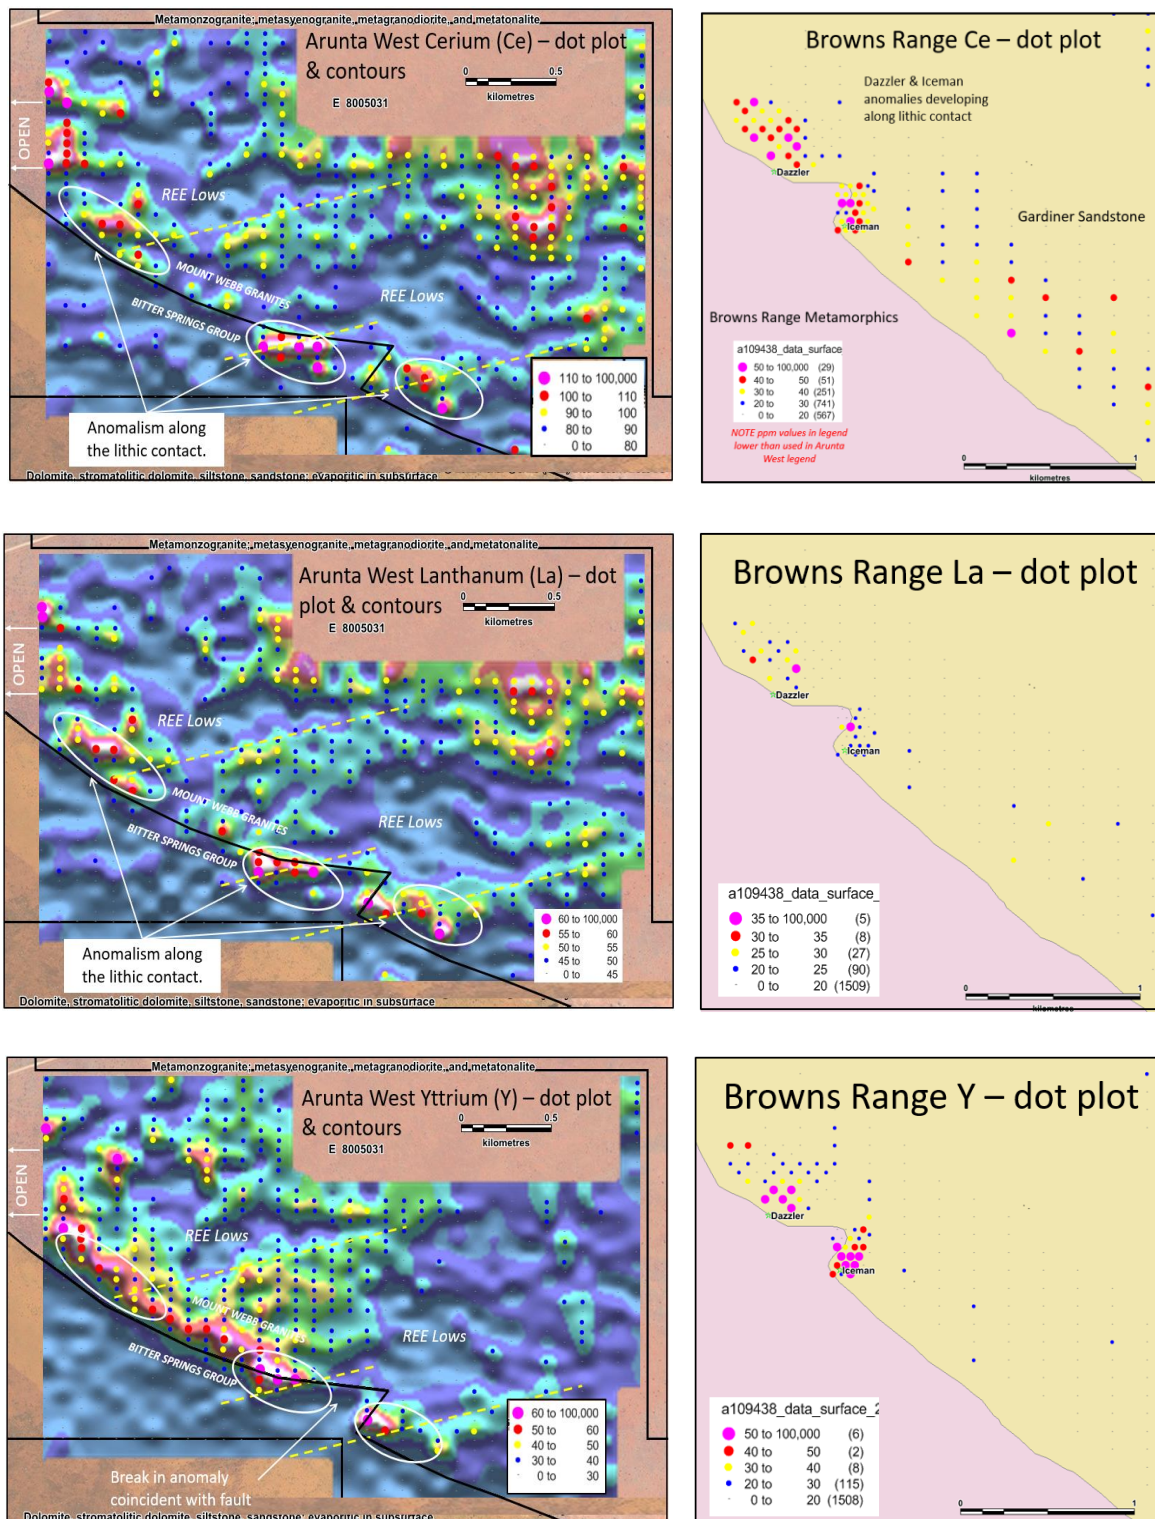 Metamonzogranite; metasyenogranite, metagranodiorite, and metatonalite
Arunta West Cerium (Ce) – dot plot
& contours
0 0.5
kilometres
E 8005031
OPEN
REE Lows
MOUNT WEBB GRANITES
BITTER SPRINGS GROUP
REE Lows
Anomalism along
the lithic contact.
110 to 100,000
100 to 110
90 to 100
80 to 90
0 to 80
Dolomite, stromatolitic dolomite, siltstone, sandstone; evaporitic in subsurface
Browns Range Ce – dot plot
Dazzler & Iceman
anomalies developing
along lithic contact
Dazzler
Iceman
Gardiner Sandstone
Browns Range Metamorphics
a109438_data_surface
50 to 100,000 (29)
40 to 50 (51)
30 to 40 (251)
20 to 30 (741)
0 to 20 (567)
NOTE ppm values in legend
lower than used in Arunta
West legend
0 1
kilometres
Metamonzogranite; metasyenogranite, metagranodiorite, and metatonalite
Arunta West Lanthanum (La) – dot
plot & contours
0 0.5
kilometres
E 8005031
OPEN
REE Lows
MOUNT WEBB GRANITES
BITTER SPRINGS GROUP
REE Lows
Anomalism along
the lithic contact.
60 to 100,000
55 to 60
50 to 55
45 to 50
0 to 45
Dolomite, stromatolitic dolomite, siltstone, sandstone; evaporitic in subsurface
Browns Range La – dot plot
Dazzler
Iceman
a109438_data_surface_
35 to 100,000 (5)
30 to 35 (8)
25 to 30 (27)
20 to 25 (90)
0 to 20 (1509)
0 1
kilometres
Metamonzogranite; metasyenogranite, metagranodiorite, and metatonalite
Arunta West Yttrium (Y) – dot plot
& contours
0 0.5
kilometres
E 8005031
OPEN
REE Lows
MOUNT WEBB GRANITES
BITTER SPRINGS GROUP
REE Lows
Break in anomaly
coincident with fault
60 to 100,000
50 to 60
40 to 50
30 to 40
0 to 30
Dolomite, stromatolitic dolomite, siltstone, sandstone; evaporitic in subsurface
Browns Range Y – dot plot
Dazzler
Iceman
a109438_data_surface_2
50 to 100,000 (6)
40 to 50 (2)
30 to 40 (8)
20 to 30 (115)
0 to 20 (1508)
0 1